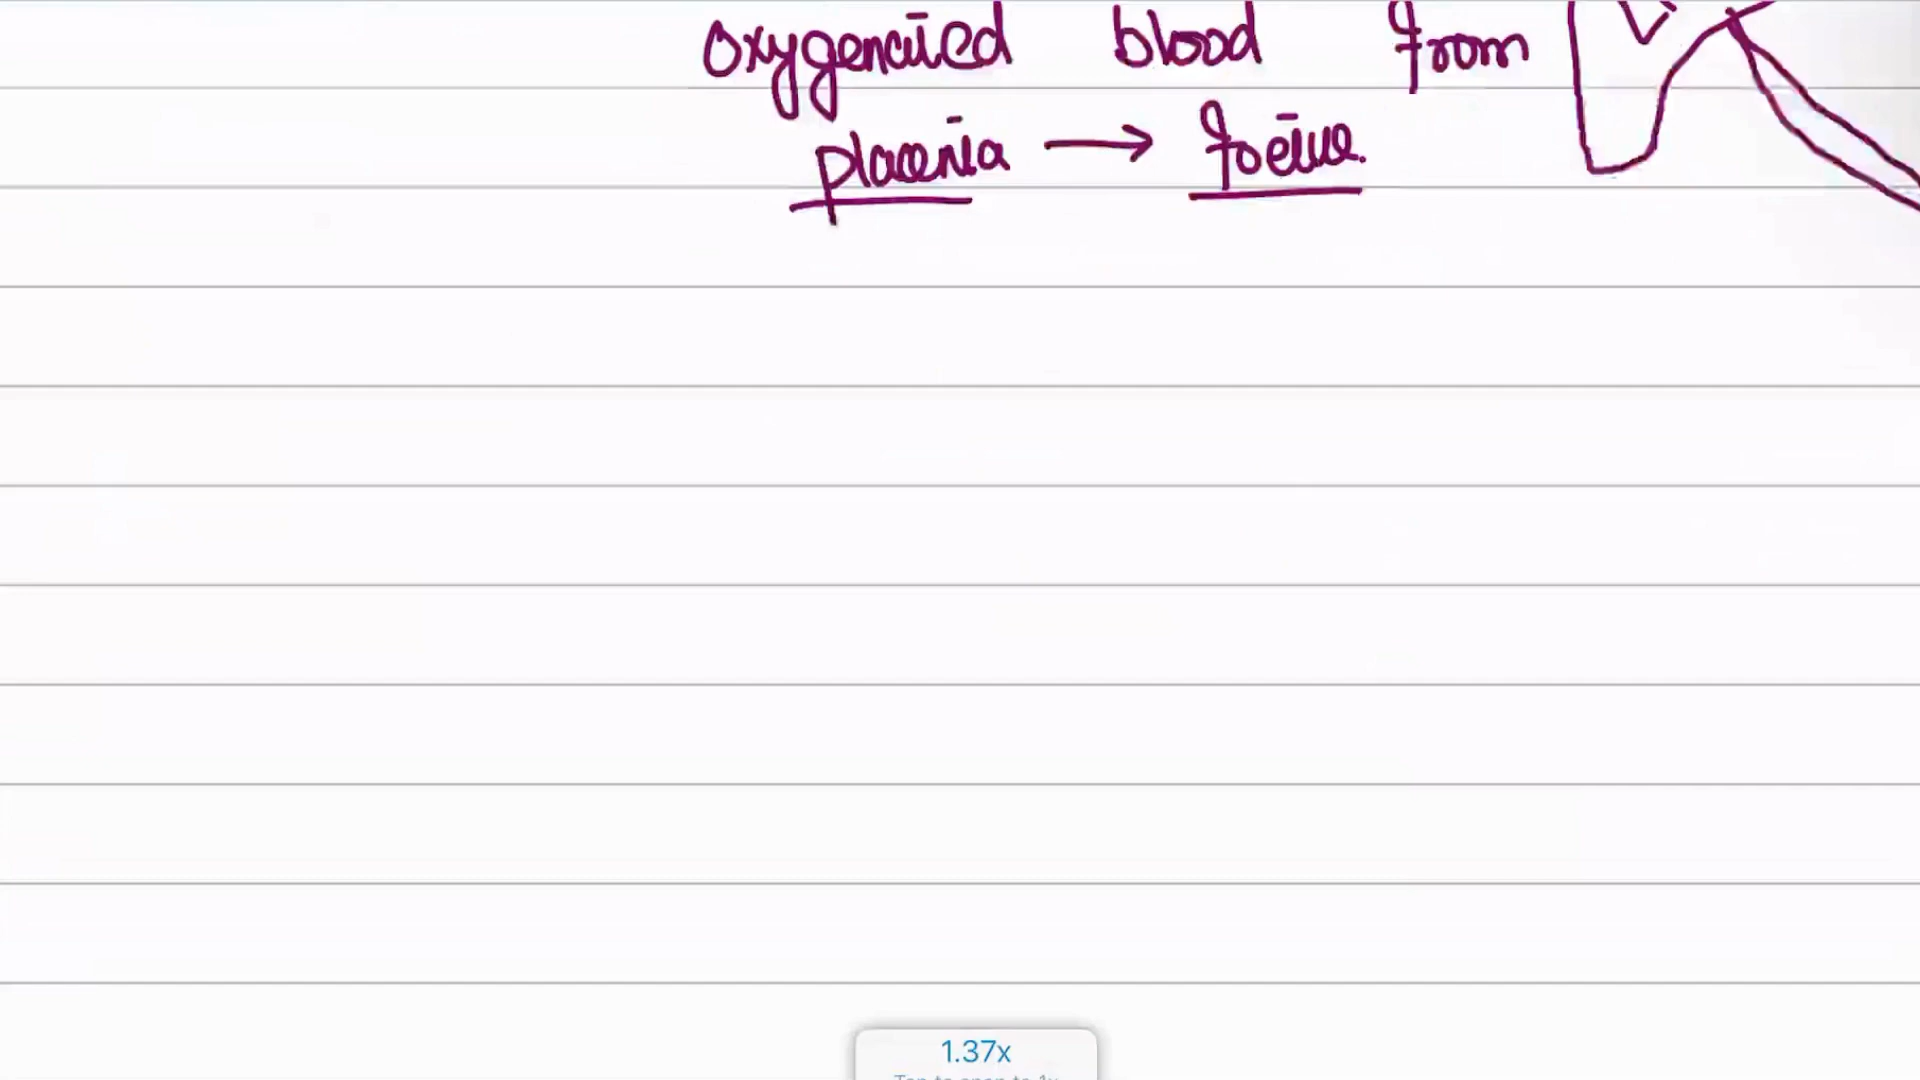 oxygenated blood from
placenta → foetus.
1.37x